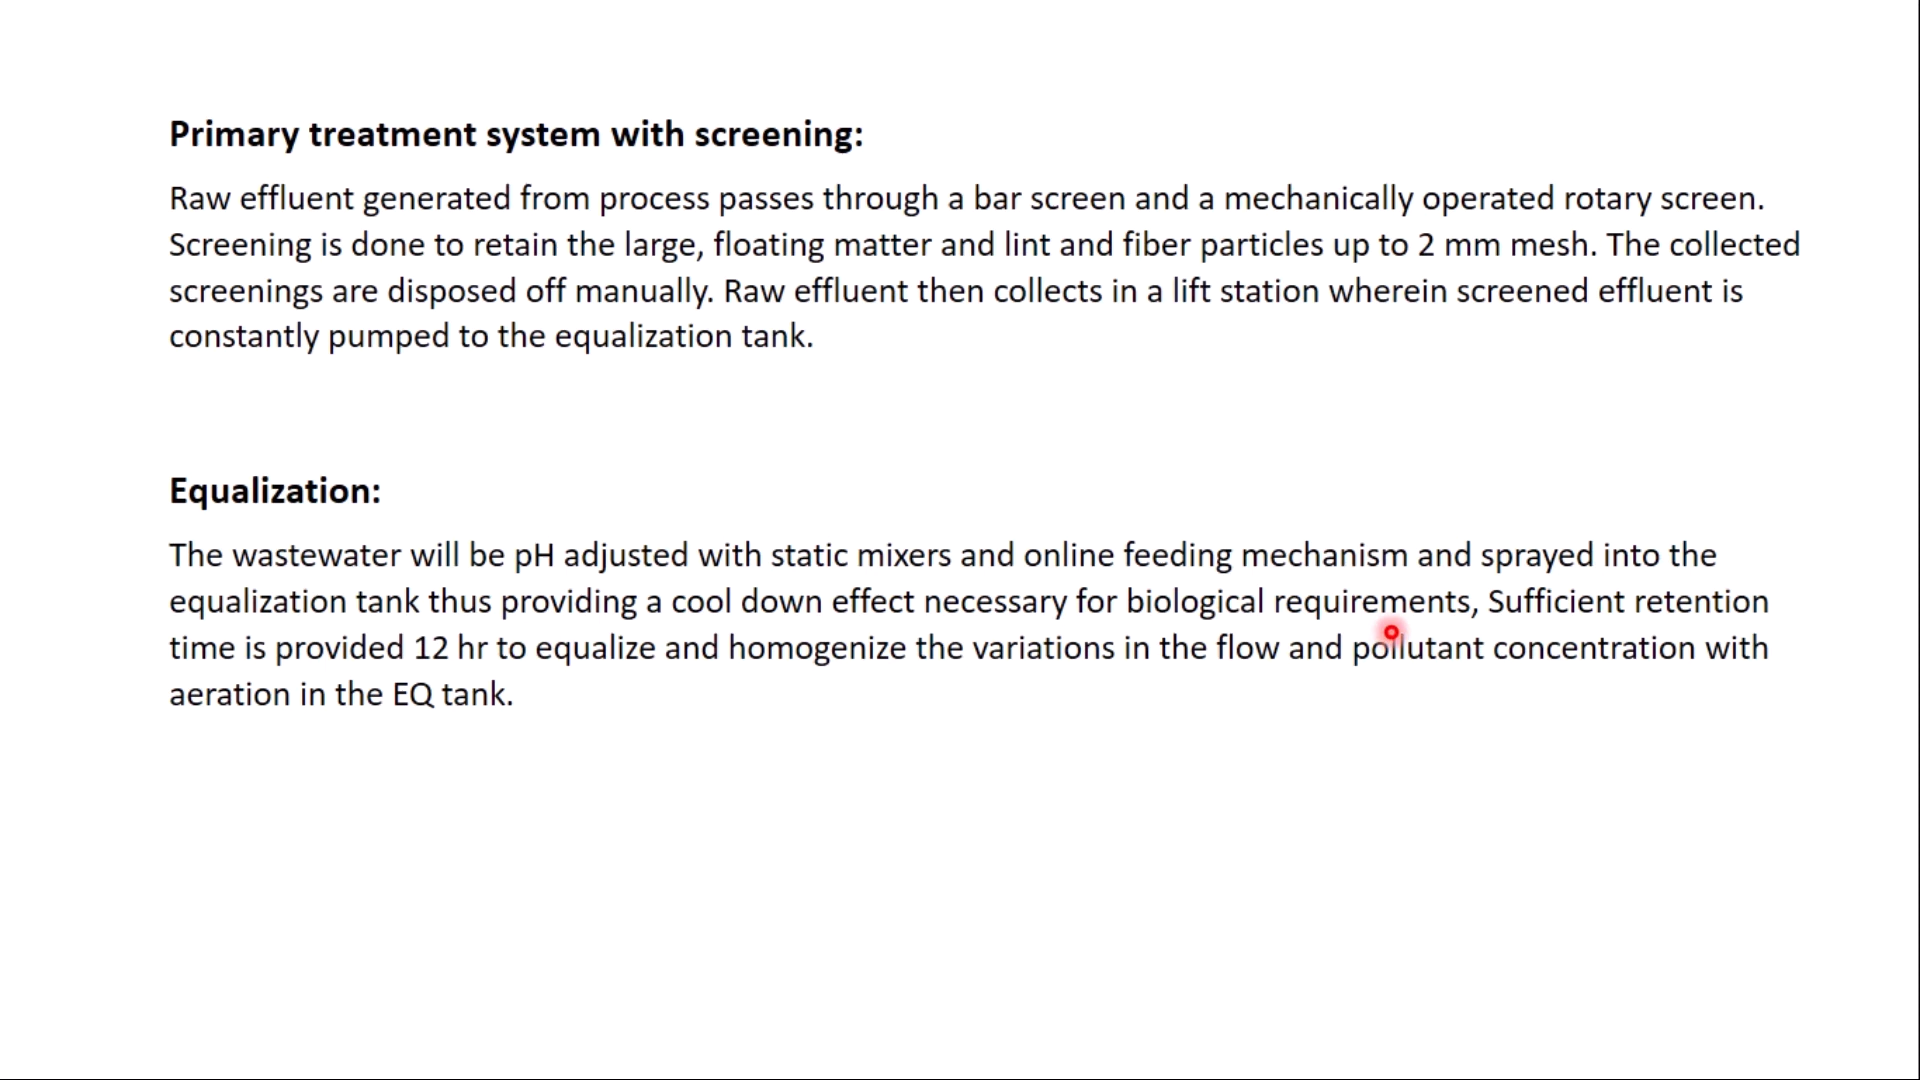 Primary treatment system with screening:
Raw effluent generated from process passes through a bar screen and a mechanically operated rotary screen.
Screening is done to retain the large, floating matter and lint and fiber particles up to 2 mm mesh. The collected
screenings are disposed off manually. Raw effluent then collects in a lift station wherein screened effluent is
constantly pumped to the equalization tank.
Equalization:
The wastewater will be pH adjusted with static mixers and online feeding mechanism and sprayed into the
equalization tank thus providing a cool down effect necessary for biological requirements, Sufficient retention
time is provided 12 hr to equalize and homogenize the variations in the flow and pollutant concentration with
aeration in the EQ tank.